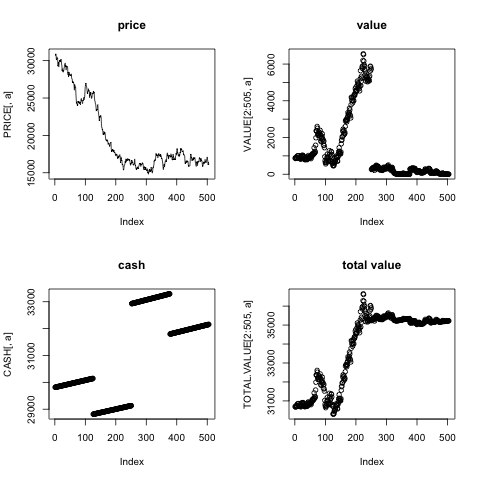 price
PRICE[, a]
15000 20000 25000 30000
0 100 200 300 400 500
Index
value
VALUE[2:505, a]
0 2000 4000 6000
0 100 200 300 400 500
Index
cash
CASH[, a]
29000 31000 33000
0 100 200 300 400 500
Index
total value
TOTAL.VALUE[2:505, a]
31000 33000 35000
0 100 200 300 400 500
Index